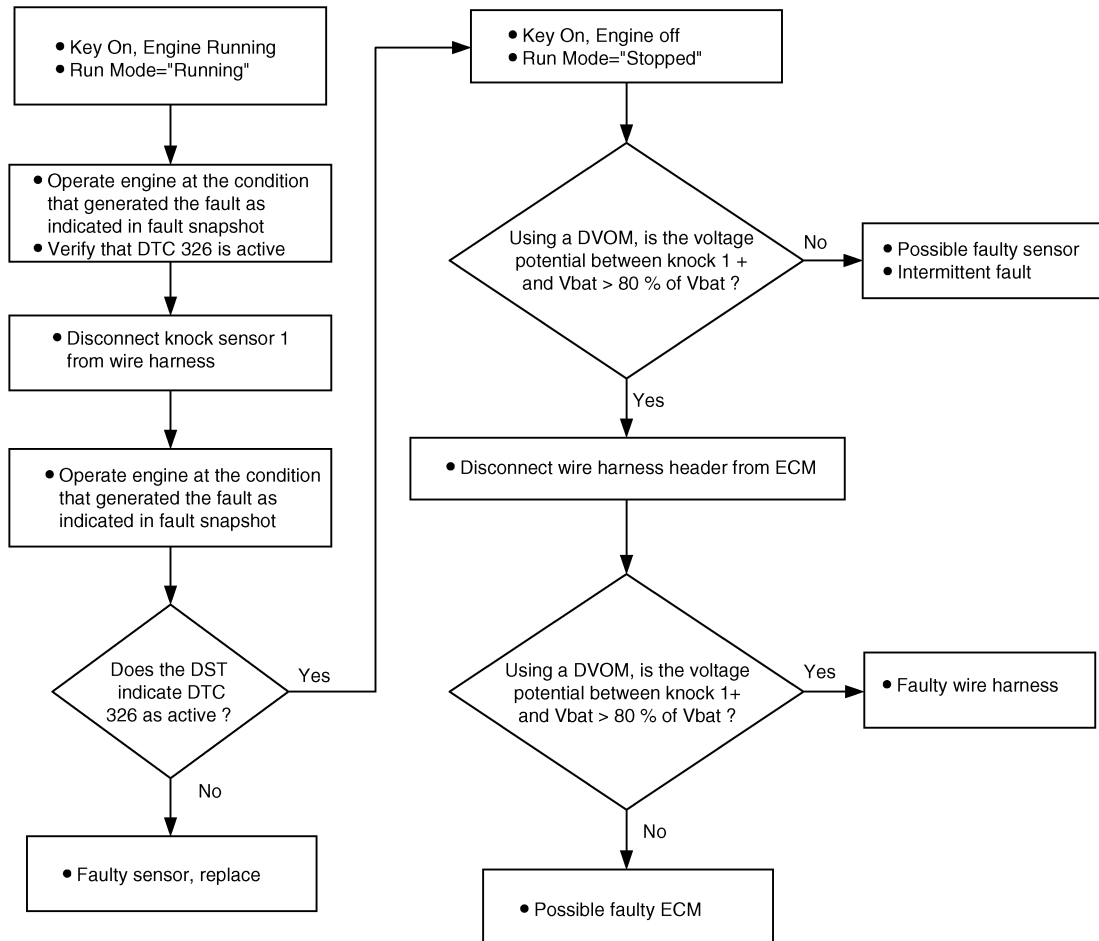 ● Key On, Engine Running
● Run Mode="Running"
● Operate engine at the condition
that generated the fault as
indicated in fault snapshot
● Verify that DTC 326 is active
● Disconnect knock sensor 1
from wire harness
● Operate engine at the condition
that generated the fault as
indicated in fault snapshot
Does the DST
indicate DTC
326 as active ?
Yes
No
● Faulty sensor, replace
● Key On, Engine off
● Run Mode="Stopped"
Using a DVOM, is the voltage
potential between knock 1 +
and Vbat > 80 % of Vbat ?
No
● Possible faulty sensor
● Intermittent fault
Yes
● Disconnect wire harness header from ECM
Using a DVOM, is the voltage
potential between knock 1+
and Vbat > 80 % of Vbat ?
Yes
● Faulty wire harness
No
● Possible faulty ECM